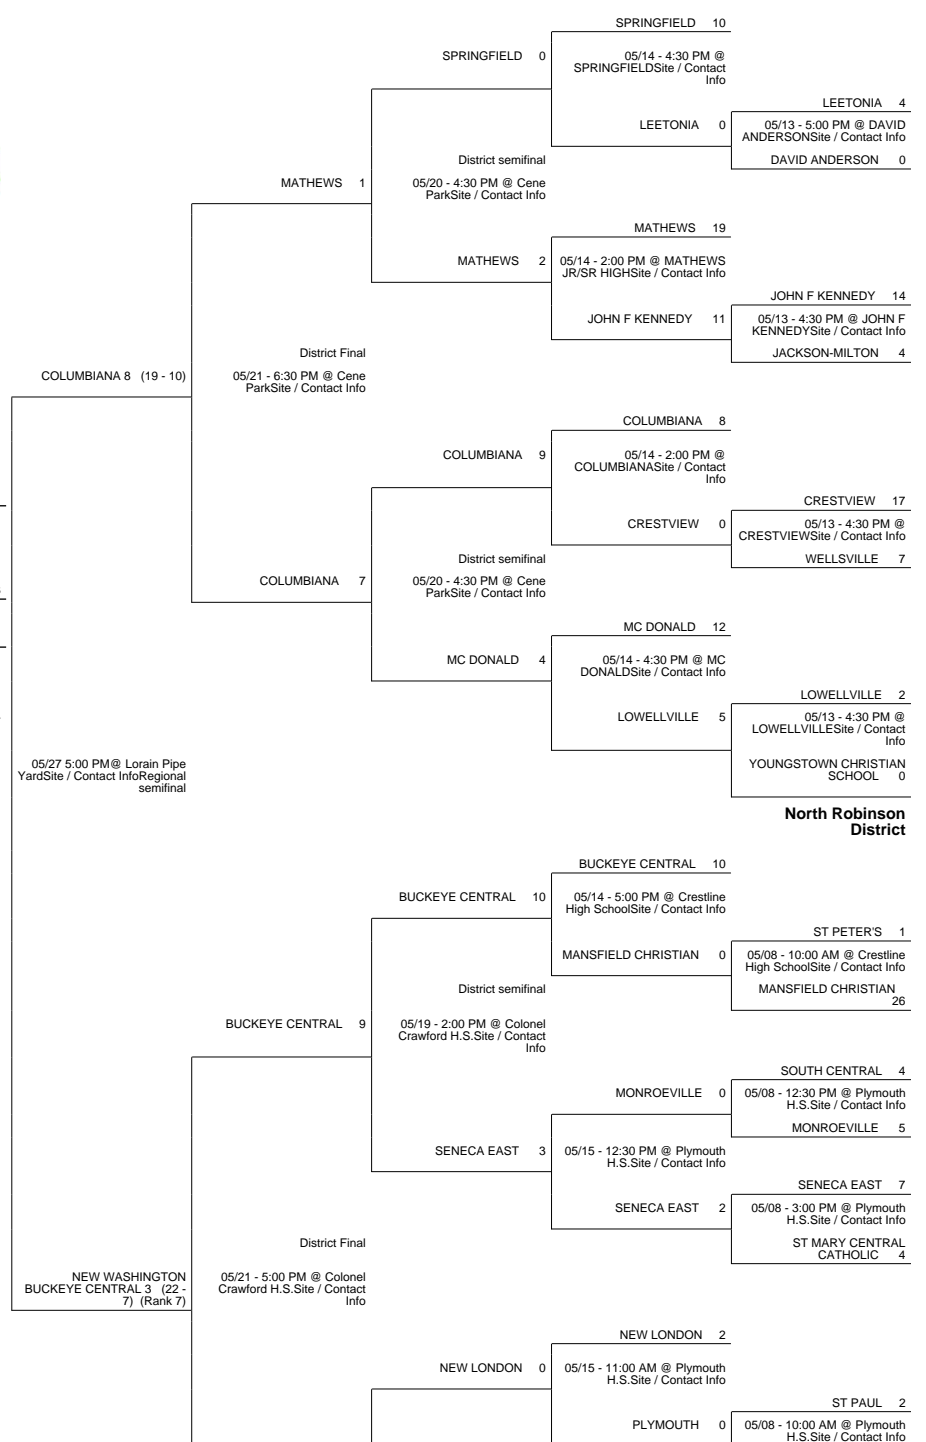 SPRINGFIELD 10
SPRINGFIELD 0
05/14 - 4:30 PM @
SPRINGFIELDSite / Contact
Info
LEETONIA 4
LEETONIA 0
05/13 - 5:00 PM @ DAVID
ANDERSONSite / Contact Info
DAVID ANDERSON 0
District semifinal
MATHEWS 1
05/20 - 4:30 PM @ Cene
ParkSite / Contact Info
MATHEWS 19
MATHEWS 2
05/14 - 2:00 PM @ MATHEWS
JR/SR HIGHSite / Contact Info
JOHN F KENNEDY 14
JOHN F KENNEDY 11
05/13 - 4:30 PM @ JOHN F
KENNEDYSite / Contact Info
JACKSON-MILTON 4
District Final
COLUMBIANA 8 (19 - 10)
05/21 - 6:30 PM @ Cene
ParkSite / Contact Info
COLUMBIANA 8
COLUMBIANA 9
05/14 - 2:00 PM @
COLUMBIANASite / Contact
Info
CRESTVIEW 17
CRESTVIEW 0
05/13 - 4:30 PM @
CRESTVIEWSite / Contact Info
WELLSVILLE 7
District semifinal
COLUMBIANA 7
05/20 - 4:30 PM @ Cene
ParkSite / Contact Info
MC DONALD 12
MC DONALD 4
05/14 - 4:30 PM @ MC
DONALDSite / Contact Info
LOWELLVILLE 2
LOWELLVILLE 5
05/13 - 4:30 PM @
LOWELLVILLESite / Contact
Info
YOUNGSTOWN CHRISTIAN
SCHOOL 0
05/27 5:00 PM@ Lorain Pipe
YardSite / Contact InfoRegional
semifinal
North Robinson
District
BUCKEYE CENTRAL 10
BUCKEYE CENTRAL 10
05/14 - 5:00 PM @ Crestline
High SchoolSite / Contact Info
ST PETER'S 1
MANSFIELD CHRISTIAN 0
05/08 - 10:00 AM @ Crestline
High SchoolSite / Contact Info
MANSFIELD CHRISTIAN
26
District semifinal
BUCKEYE CENTRAL 9
05/19 - 2:00 PM @ Colonel
Crawford H.S.Site / Contact
Info
SOUTH CENTRAL 4
MONROEVILLE 0
05/08 - 12:30 PM @ Plymouth
H.S.Site / Contact Info
MONROEVILLE 5
SENECA EAST 3
05/15 - 12:30 PM @ Plymouth
H.S.Site / Contact Info
SENECA EAST 7
SENECA EAST 2
05/08 - 3:00 PM @ Plymouth
H.S.Site / Contact Info
ST MARY CENTRAL
CATHOLIC 4
District Final
NEW WASHINGTON
BUCKEYE CENTRAL 3 (22 -
7) (Rank 7)
05/21 - 5:00 PM @ Colonel
Crawford H.S.Site / Contact
Info
NEW LONDON 2
NEW LONDON 0
05/15 - 11:00 AM @ Plymouth
H.S.Site / Contact Info
ST PAUL 2
PLYMOUTH 0
05/08 - 10:00 AM @ Plymouth
H.S.Site / Contact Info